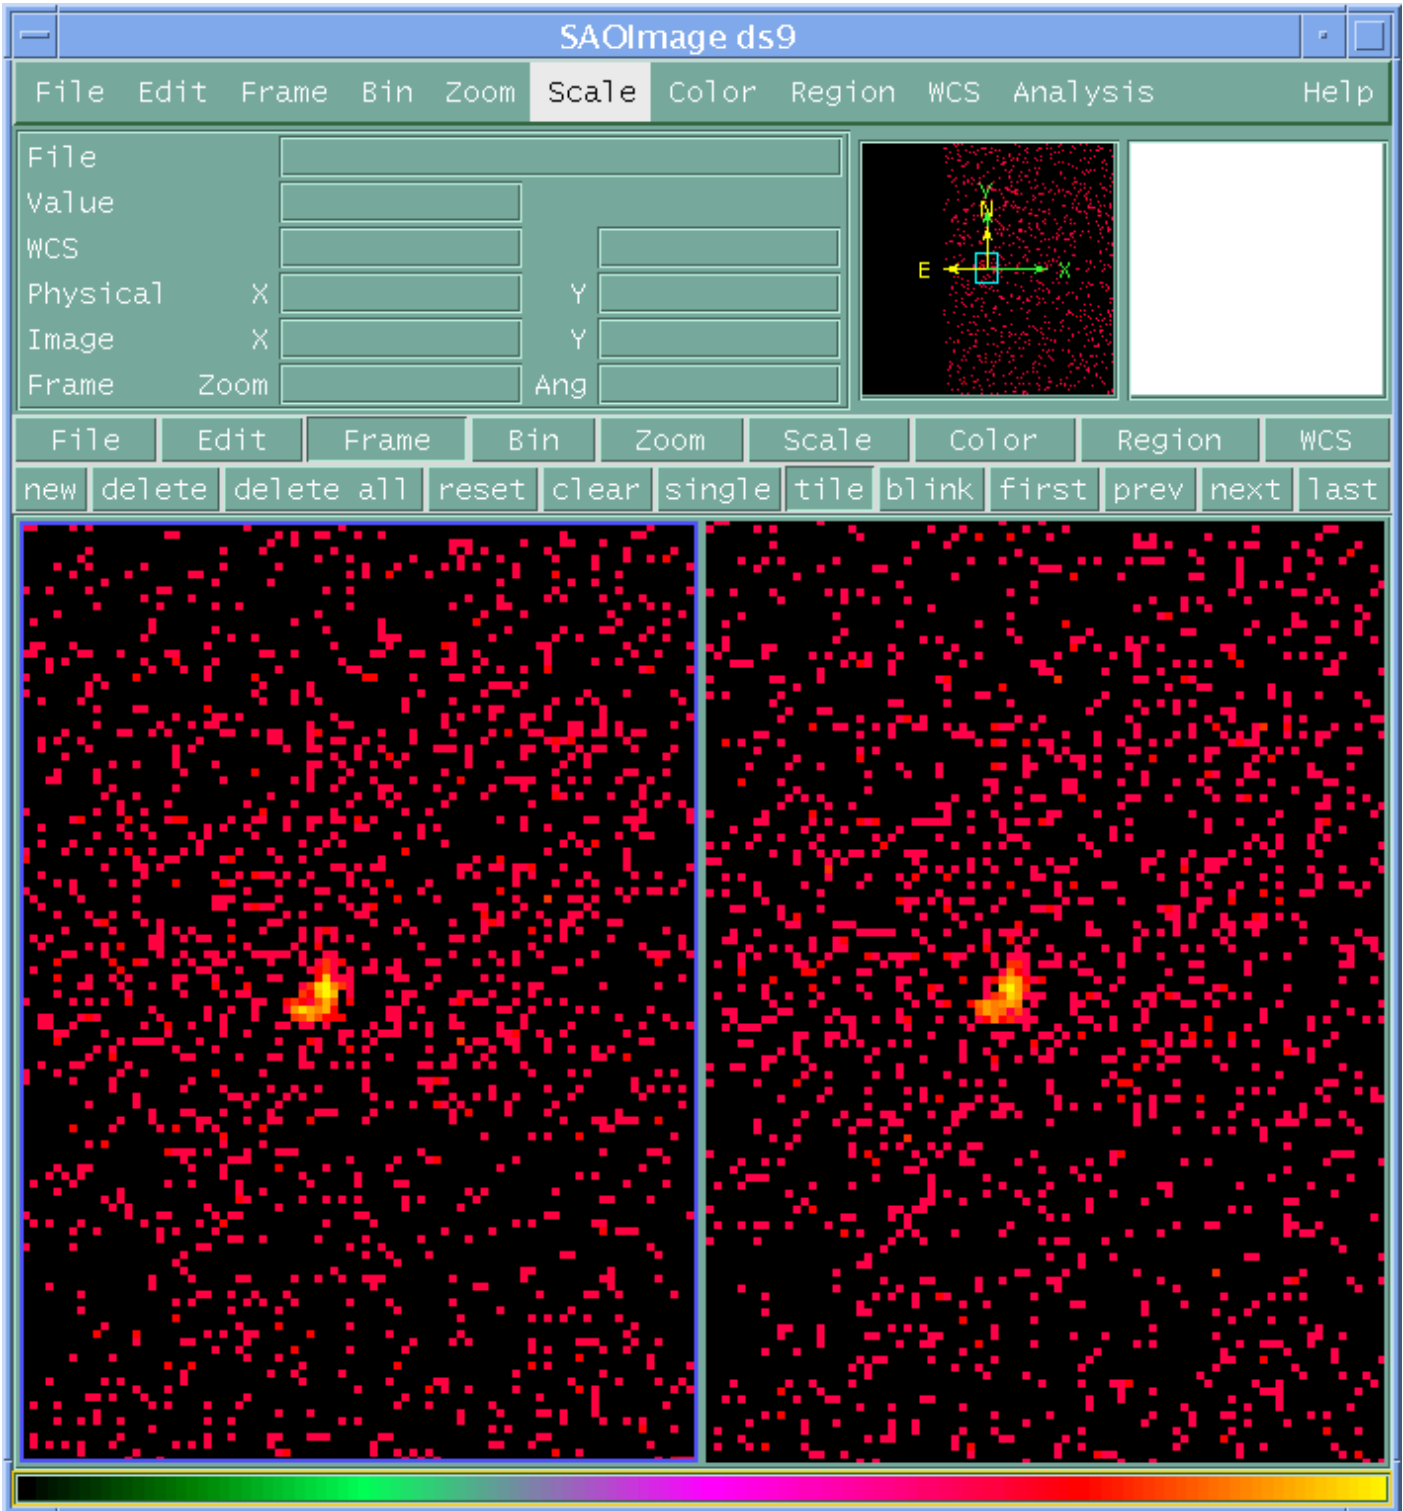 SAOImage ds9
File Edit Frame Bin Zoom Scale Color Region WCS Analysis Help
File
Value
WCS
Physical X Y
Image X Y
Frame Zoom Ang
Y
N
E X
File Edit Frame Bin Zoom Scale Color Region WCS
new delete delete all reset clear single tile blink first prev next last